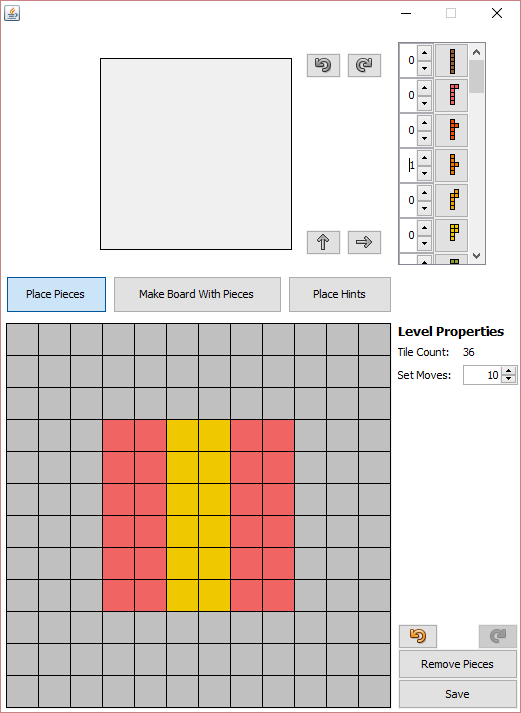 0
0
0
1
0
0
Place Pieces
Make Board With Pieces
Place Hints
Level Properties
Tile Count: 36
Set Moves: 10
Remove Pieces
Save